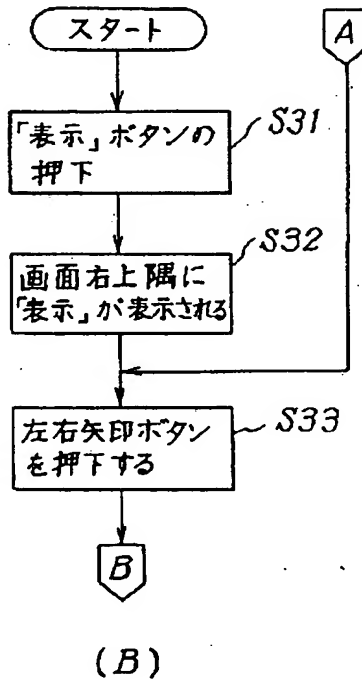 スタート
A
「表示」ボタンの
押下
S31
画面右上隅に
「表示」が表示される
S32
左右矢印ボタン
を押下する
S33
B
(B)